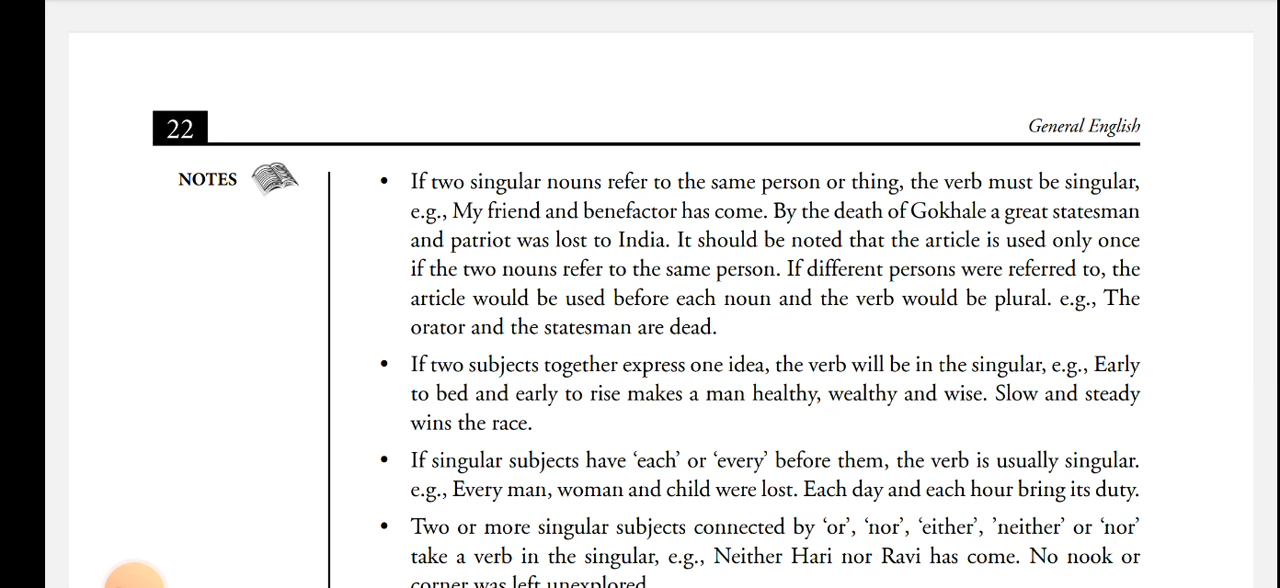 22
General English
NOTES
• If two singular nouns refer to the same person or thing, the verb must be singular,
e.g., My friend and benefactor has come. By the death of Gokhale a great statesman
and patriot was lost to India. It should be noted that the article is used only once
if the two nouns refer to the same person. If different persons were referred to, the
article would be used before each noun and the verb would be plural. e.g., The
orator and the statesman are dead.
• If two subjects together express one idea, the verb will be in the singular, e.g., Early
to bed and early to rise makes a man healthy, wealthy and wise. Slow and steady
wins the race.
• If singular subjects have ‘each’ or ‘every’ before them, the verb is usually singular.
e.g., Every man, woman and child were lost. Each day and each hour bring its duty.
• Two or more singular subjects connected by ‘or’, ‘nor’, ‘either’, ’neither’ or ‘nor’
take a verb in the singular, e.g., Neither Hari nor Ravi has come. No nook or
corner was left unexplored.